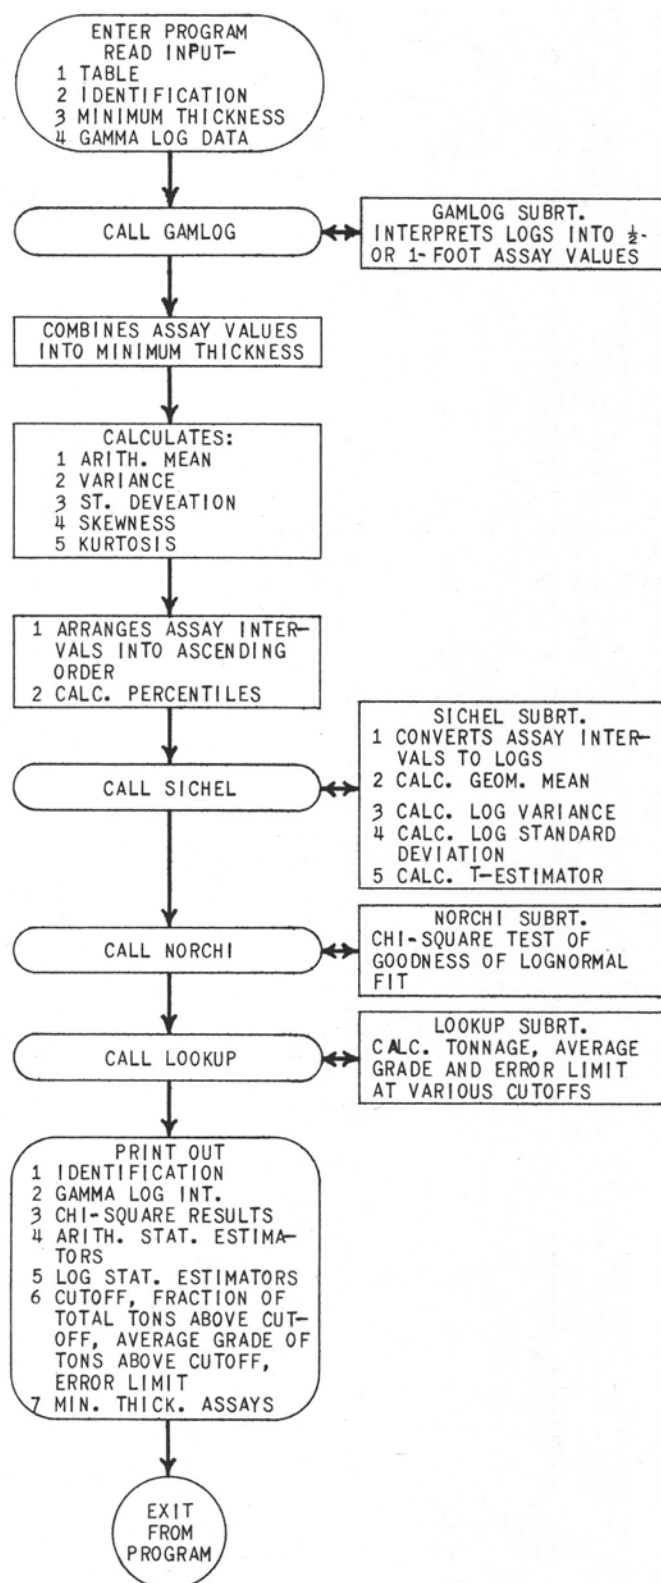 ENTER PROGRAM
READ INPUT-
1 TABLE
2 IDENTIFICATION
3 MINIMUM THICKNESS
4 GAMMA LOG DATA
CALL GAMLOG
GAMLOG SUBRT.
INTERPRETS LOGS INTO ½-
OR 1-FOOT ASSAY VALUES
COMBINES ASSAY VALUES
INTO MINIMUM THICKNESS
CALCULATES:
1 ARITH. MEAN
2 VARIANCE
3 ST. DEVEATION
4 SKEWNESS
5 KURTOSIS
1 ARRANGES ASSAY INTER-
VALS INTO ASCENDING
ORDER
2 CALC. PERCENTILES
CALL SICHEL
SICHEL SUBRT.
1 CONVERTS ASSAY INTER-
VALS TO LOGS
2 CALC. GEOM. MEAN
3 CALC. LOG VARIANCE
4 CALC. LOG STANDARD
DEVIATION
5 CALC. T-ESTIMATOR
CALL NORCHI
NORCHI SUBRT.
CHI-SQUARE TEST OF
GOODNESS OF LOGNORMAL
FIT
CALL LOOKUP
LOOKUP SUBRT.
CALC. TONNAGE, AVERAGE
GRADE AND ERROR LIMIT
AT VARIOUS CUTOFFS
PRINT OUT
1 IDENTIFICATION
2 GAMMA LOG INT.
3 CHI-SQUARE RESULTS
4 ARITH. STAT. ESTIMA-
TORS
5 LOG STAT. ESTIMATORS
6 CUTOFF, FRACTION OF
TOTAL TONS ABOVE CUT-
OFF, AVERAGE GRADE OF
TONS ABOVE CUTOFF,
ERROR LIMIT
7 MIN. THICK. ASSAYS
EXIT
FROM
PROGRAM